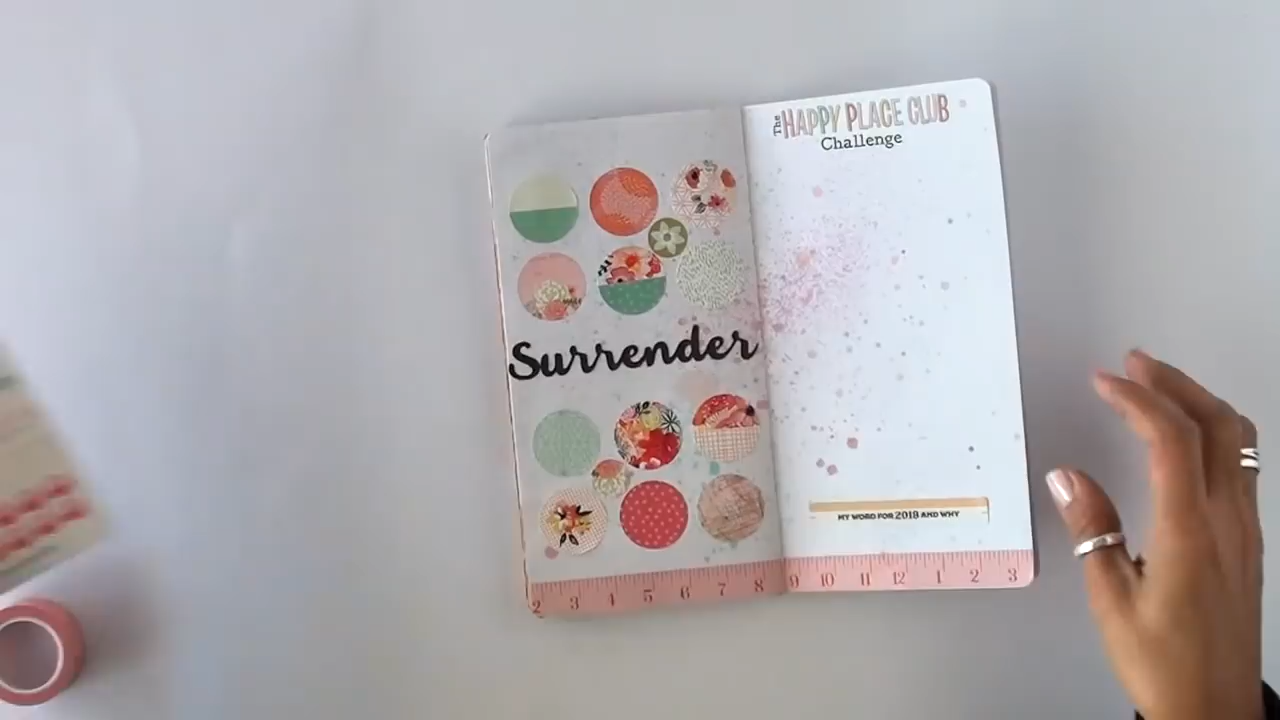 Surrender
2 3 4 5 6 7 8
The HAPPY PLACE CLUB
Challenge
MY WORD FOR 2018 AND WHY
9 10 11 12 1 2 3